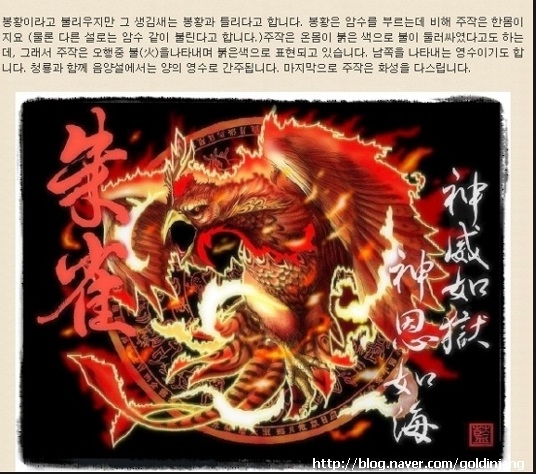 봉황이라고 불리우지만 그 생김새는 봉황과 틀리다고 합니다. 봉황은 암수를 부르는데 비해 주작은 한몸이
지요 (물론 다른 설로는 암수 같이 불린다고 합니다.)주작은 온몸이 붉은 색으로 불이 둘러싸였다고도 하는
데, 그래서 주작은 오행중 불(火)을나타내며 붉은색으로 표현되고 있습니다. 남쪽을 나타내는 영수이기도 합
니다. 청룡과 함께 음양설에서는 양의 영수로 간주됩니다. 마지막으로 주작은 화성을 다스립니다.
朱雀
神威如獄
神恩如海
藍